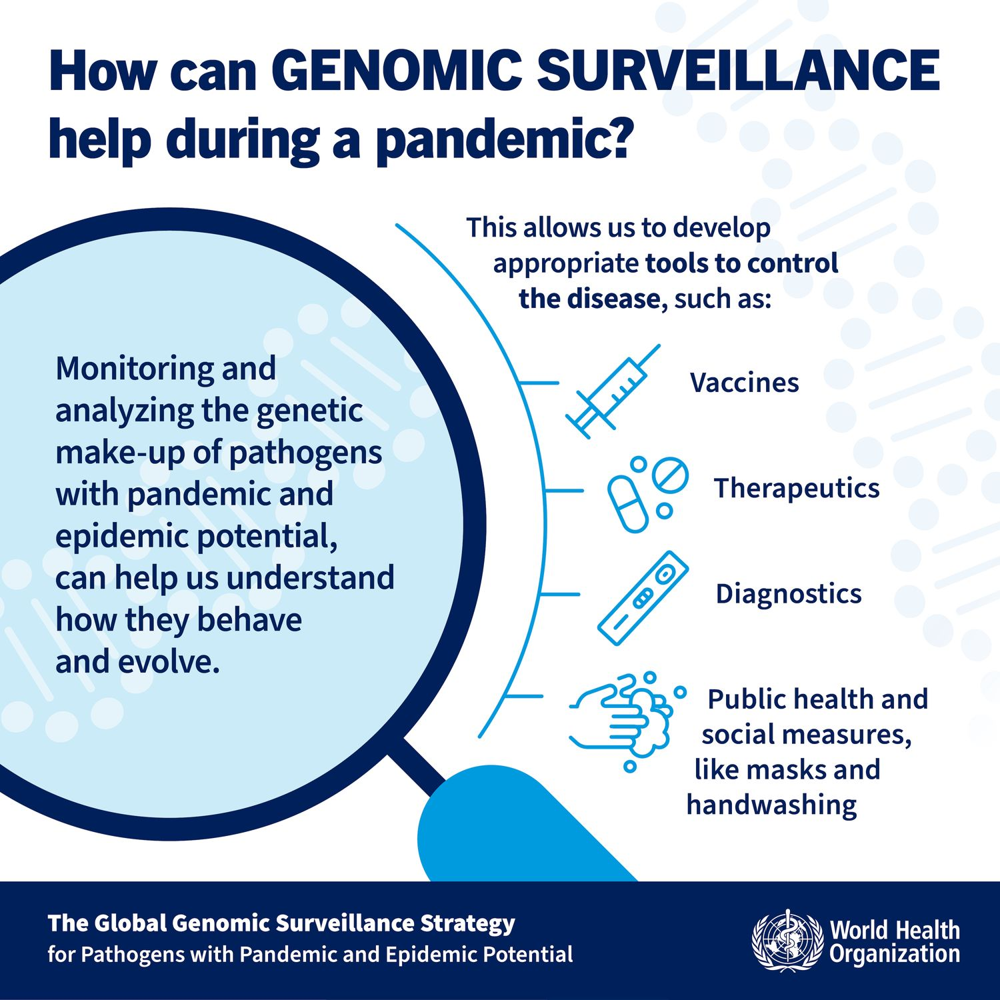 How can GENOMIC SURVEILLANCE
help during a pandemic?
Monitoring and
analyzing the genetic
make-up of pathogens
with pandemic and
epidemic potential,
can help us understand
how they behave
and evolve.
This allows us to develop
appropriate tools to control
the disease, such as:
Vaccines
Therapeutics
Diagnostics
Public health and
social measures,
like masks and
handwashing
The Global Genomic Surveillance Strategy
for Pathogens with Pandemic and Epidemic Potential
World Health
Organization